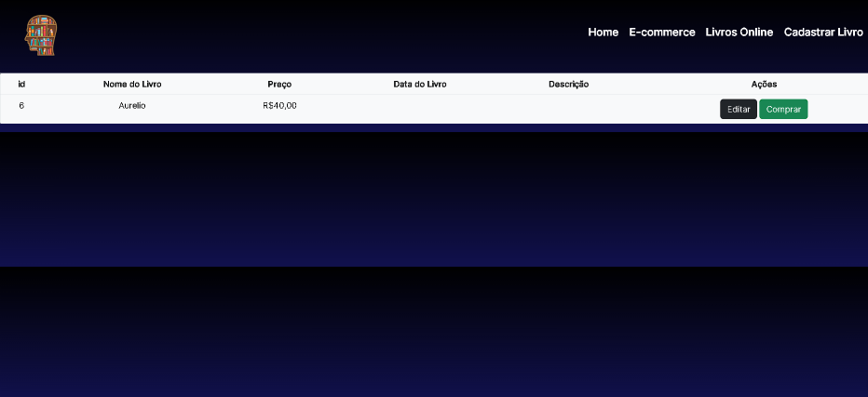 Home E-commerce Livros Online Cadastrar Livro
id Nome do Livro Preço Data do Livro Descrição Ações
6 Aurelio R$40,00 Editar Comprar